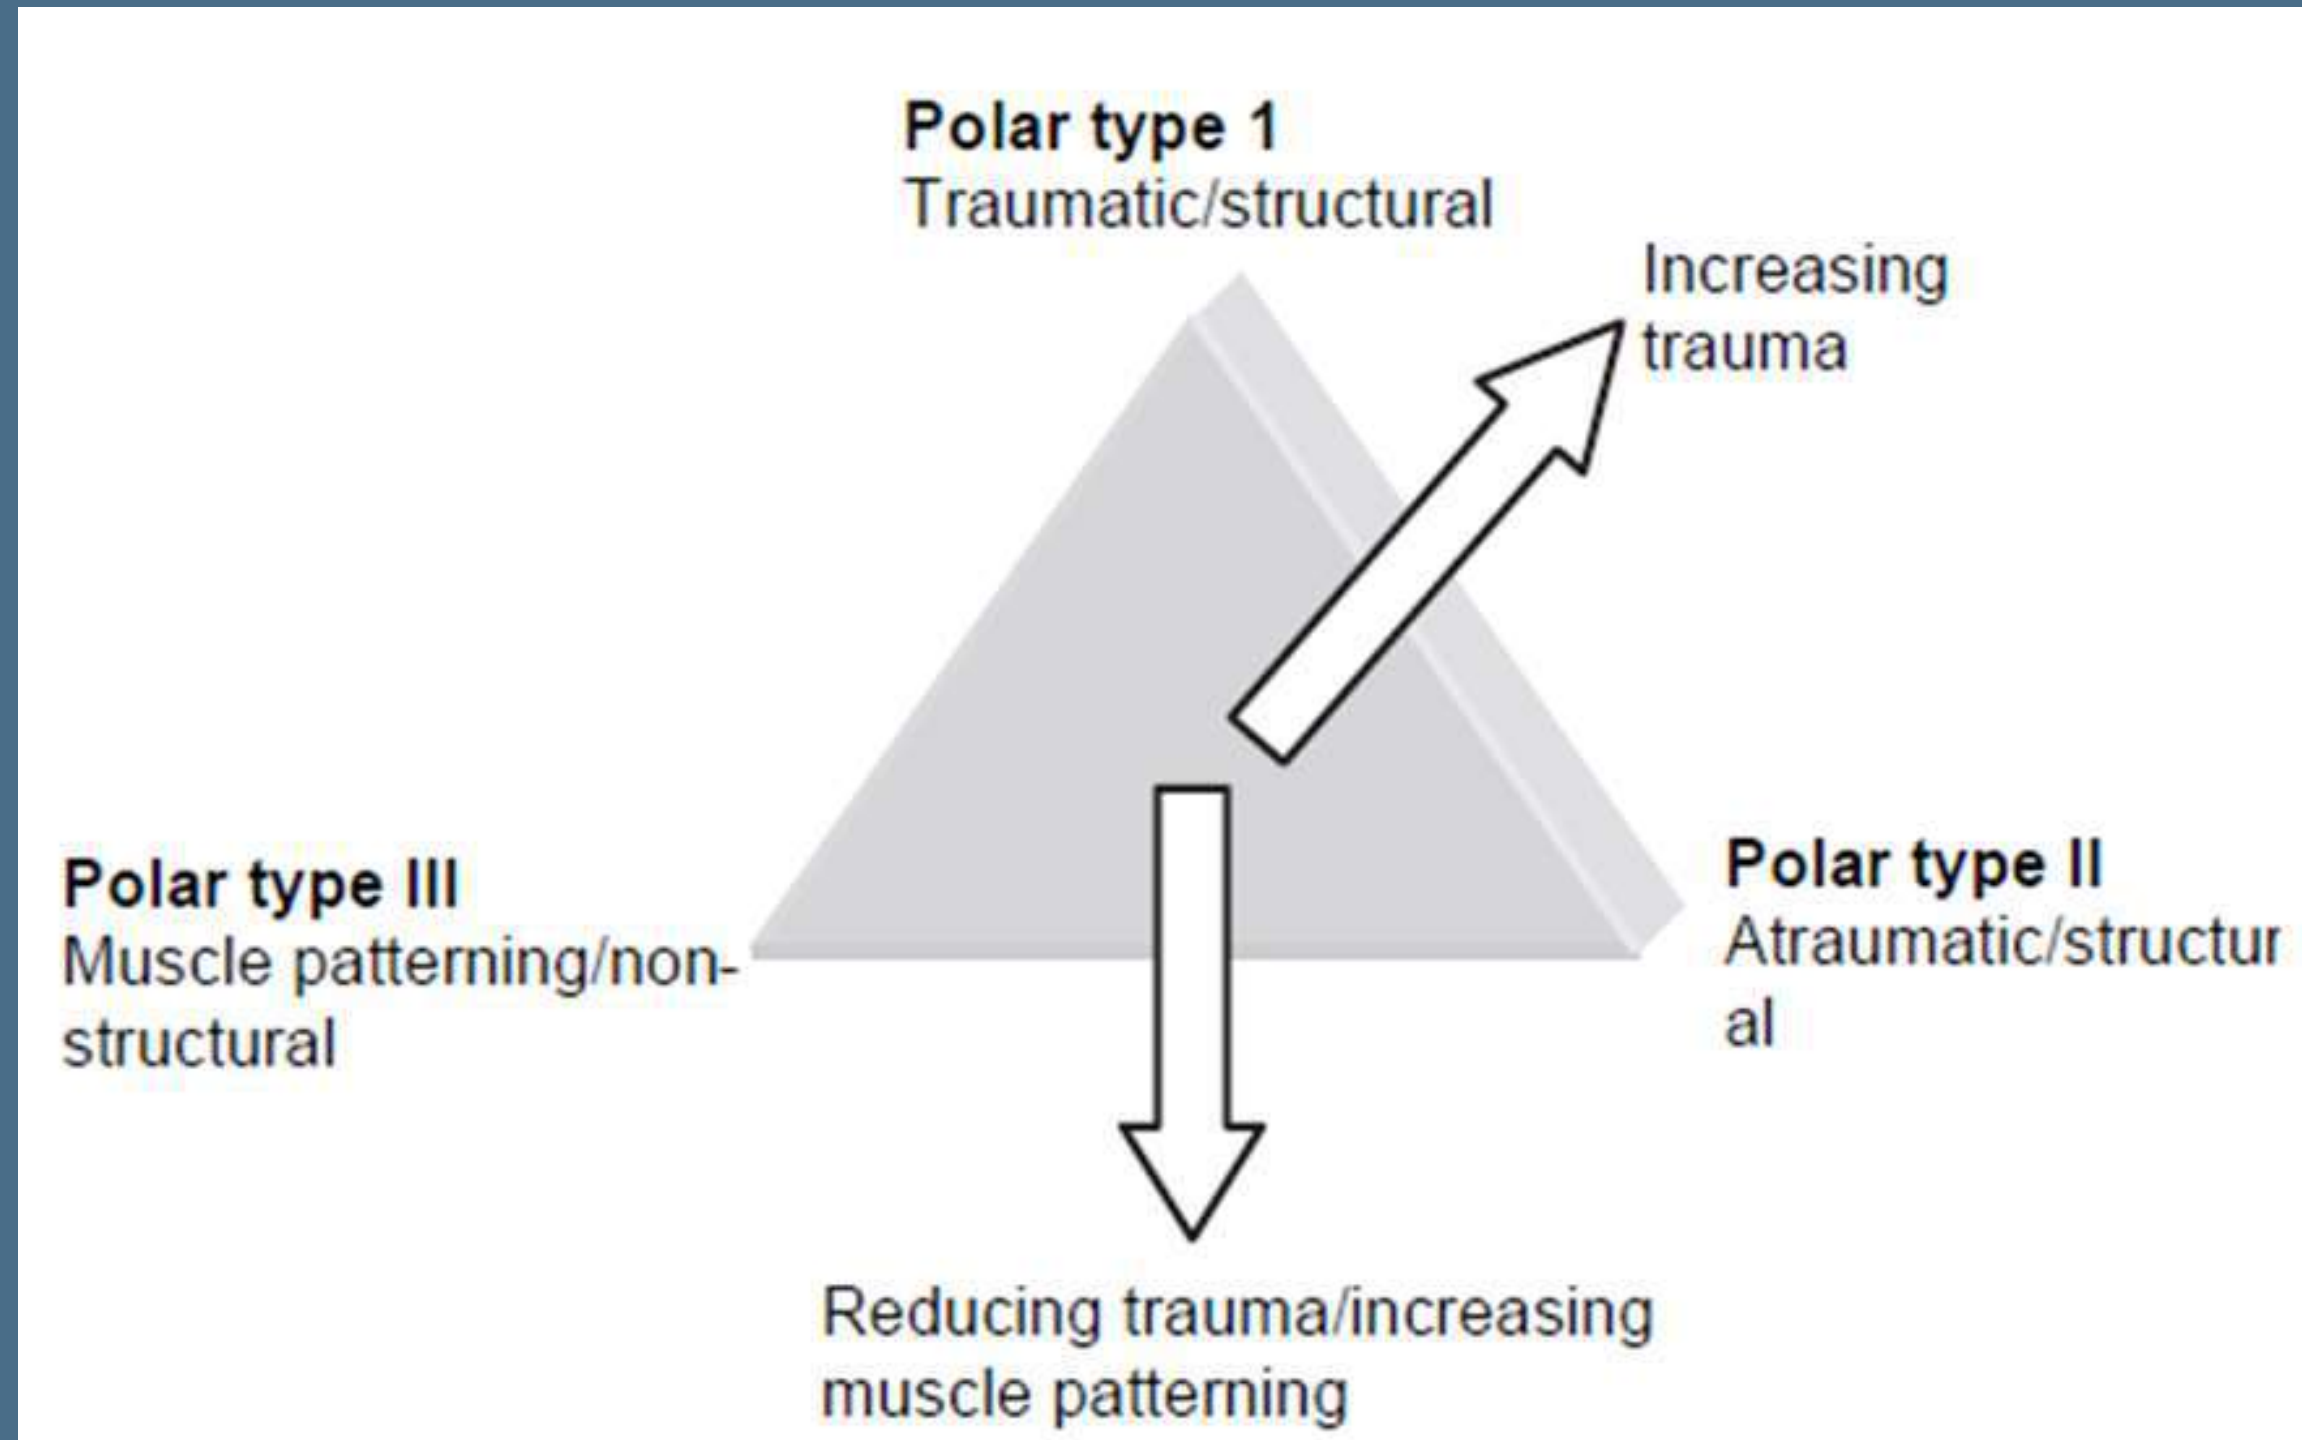 Polar type 1
Traumatic/structural
Increasing
trauma
Polar type III
Muscle patterning/non-
structural
Polar type II
Atraumatic/structur
al
Reducing trauma/increasing
muscle patterning